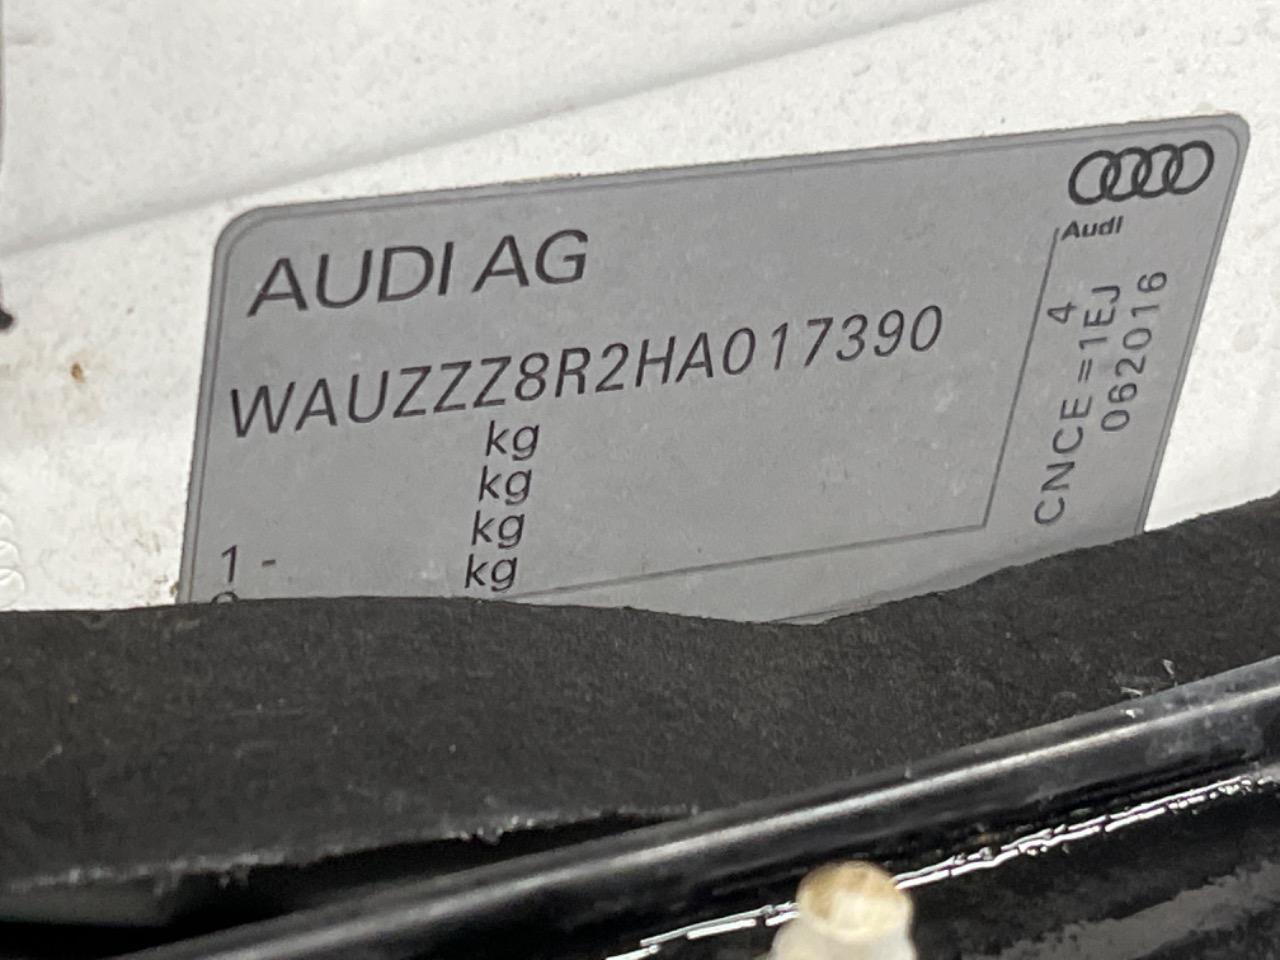 AUDI AG
WAUZZZ8R2HA017390
kg
kg
kg
1 - kg
Audi
4
CNCE =1EJ
062016